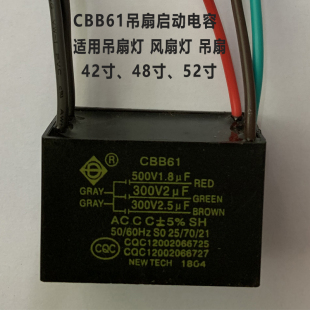 CBB61吊扇启动电容
适用吊扇灯 风扇灯 吊扇
42寸、48寸、52寸
®
CBB61
500V1.8μF RED
GRAY 300V2μF GREEN
GRAY 300V2.5μF BROWN
AC C C±5% SH
50/60Hz S0 25/70/21
CQC12002066725
CQC12002066727
CQC
NEW TECH 18G4